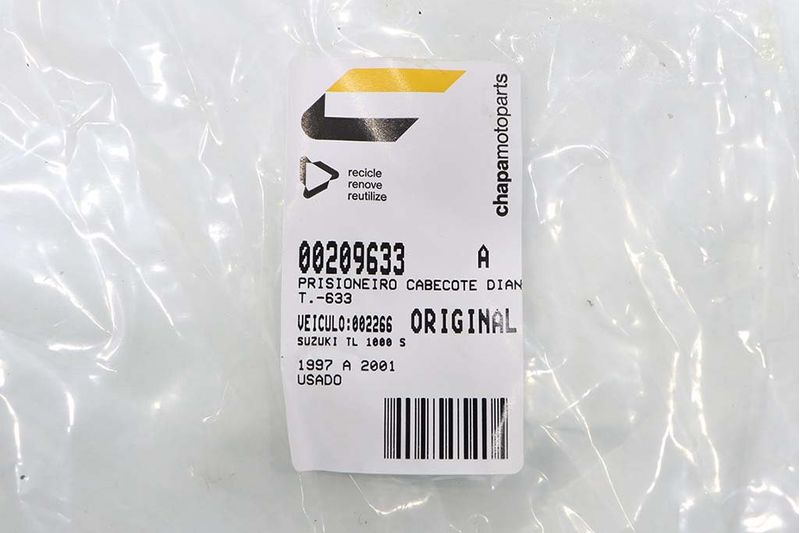 chapamotoparts
recicle
renove
reutilize
00209633 A
PRISIONEIRO CABECOTE DIAN
T.-633
VEICULO:002266 ORIGINAL
SUZUKI TL 1000 S
1997 A 2001
USADO